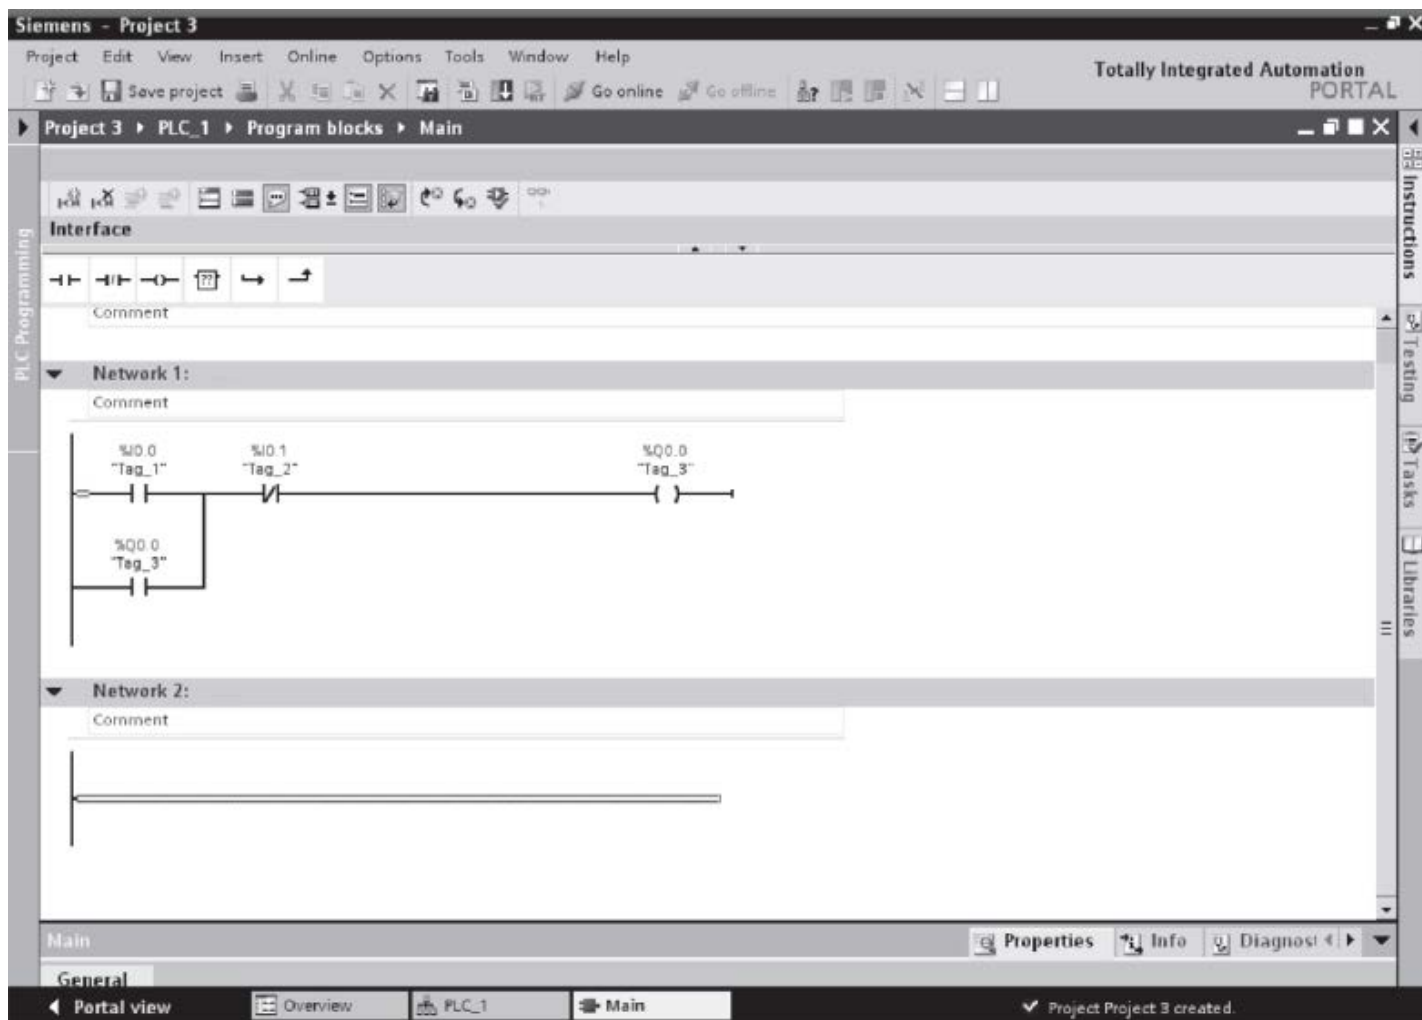 Siemens - Project 3
Project Edit View Insert Online Options Tools Window Help
Totally Integrated Automation
PORTAL
Save project Go online Go offline
Project 3 PLC_1 Program blocks Main
Interface
Comment
Network 1:
Comment
%I0.0 %I0.1 %Q0.0
"Tag_1" "Tag_2" "Tag_3"
%Q0.0
"Tag_3"
Network 2:
Comment
Main
Properties Info Diagnost
General
Portal view Overview PLC_1 Main Project Project 3 created.
PLC Programming
Instructions
Testing
Tasks
Libraries